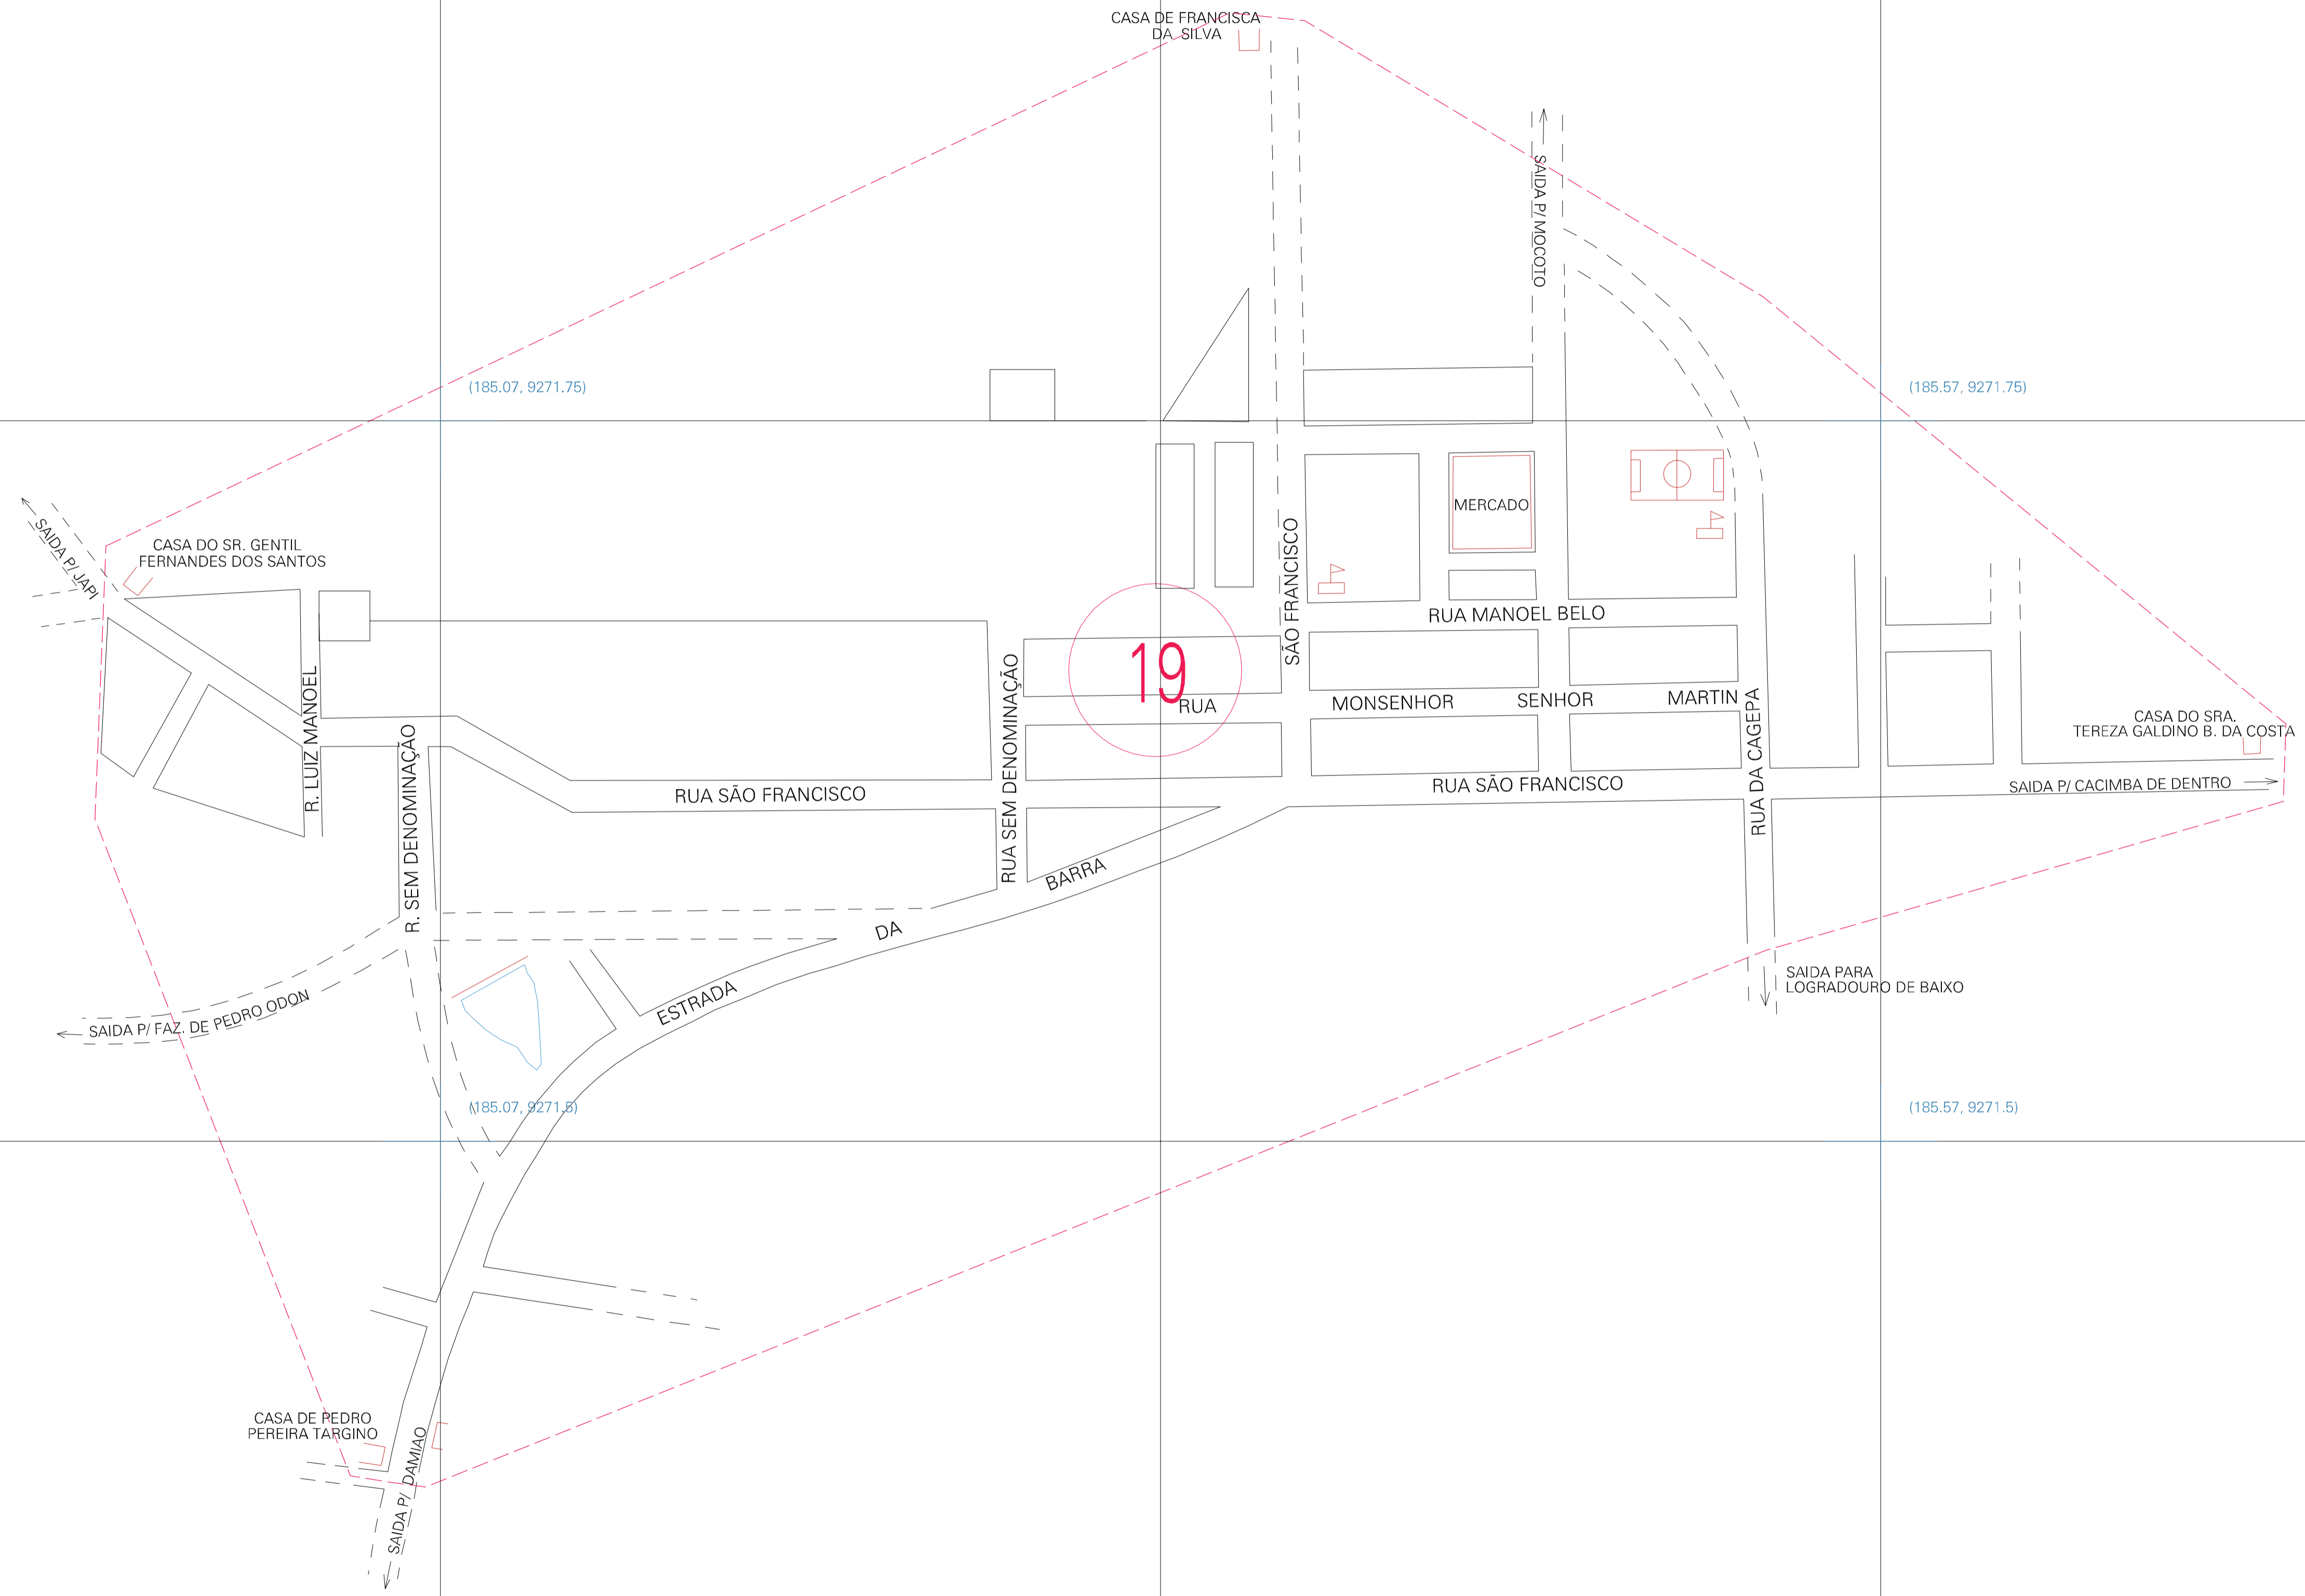 CASA DE FRANCISCA
DA SILVA
SAIDA P/ MOCOTO
(185.07, 9271.75)
(185.57, 9271.75)
SAIDA P/ JAPI
CASA DO SR. GENTIL
FERNANDES DOS SANTOS
MERCADO
SÃO FRANCISCO
RUA MANOEL BELO
19
R. LUIZ MANOEL
R. SEM DENOMINAÇÃO
RUA SEM DENOMINAÇÃO
RUA MONSENHOR SENHOR MARTIN
RUA DA CAGEPA
CASA DO SRA.
TEREZA GALDINO B. DA COSTA
RUA SÃO FRANCISCO
RUA SÃO FRANCISCO
SAIDA P/ CACIMBA DE DENTRO
ESTRADA DA BARRA
SAIDA PARA
LOGRADOURO DE BAIXO
SAIDA P/ FAZ. DE PEDRO ODON
(185.07, 9271.5)
(185.57, 9271.5)
CASA DE PEDRO
PEREIRA TARGINO
SAIDA P/ DAMIAO